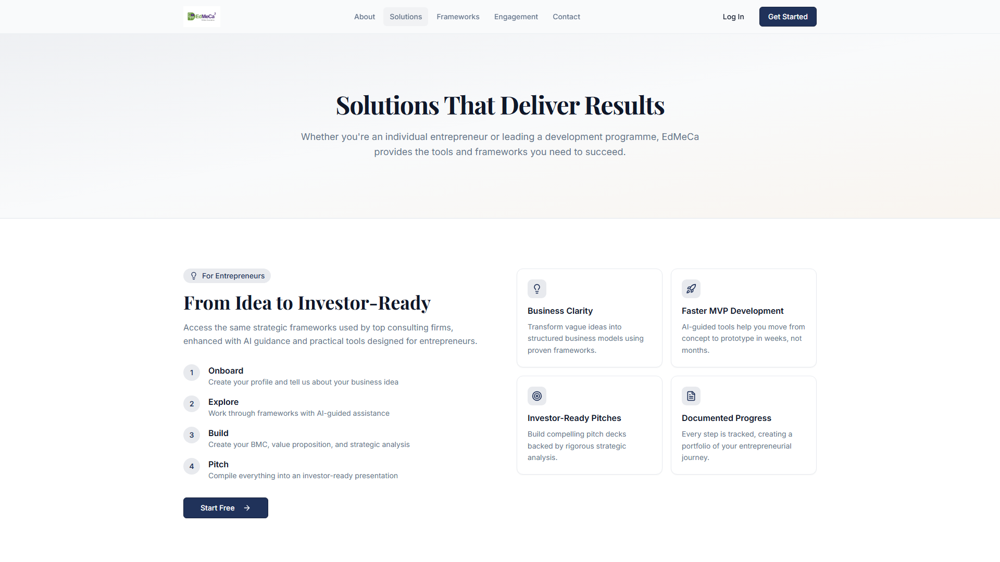 EdMeCa2
About
Solutions
Frameworks
Engagement
Contact
Log In
Get Started
Solutions That Deliver Results
Whether you're an individual entrepreneur or leading a development programme, EdMeCa
provides the tools and frameworks you need to succeed.
For Entrepreneurs
From Idea to Investor-Ready
Access the same strategic frameworks used by top consulting firms,
enhanced with AI guidance and practical tools designed for entrepreneurs.
1
Onboard
Create your profile and tell us about your business idea
2
Explore
Work through frameworks with AI-guided assistance
3
Build
Create your BMC, value proposition, and strategic analysis
4
Pitch
Compile everything into an investor-ready presentation
Start Free
Business Clarity
Transform vague ideas into
structured business models using
proven frameworks.
Faster MVP Development
AI-guided tools help you move from
concept to prototype in weeks, not
months.
Investor-Ready Pitches
Build compelling pitch decks
backed by rigorous strategic
analysis.
Documented Progress
Every step is tracked, creating a
portfolio of your entrepreneurial
journey.